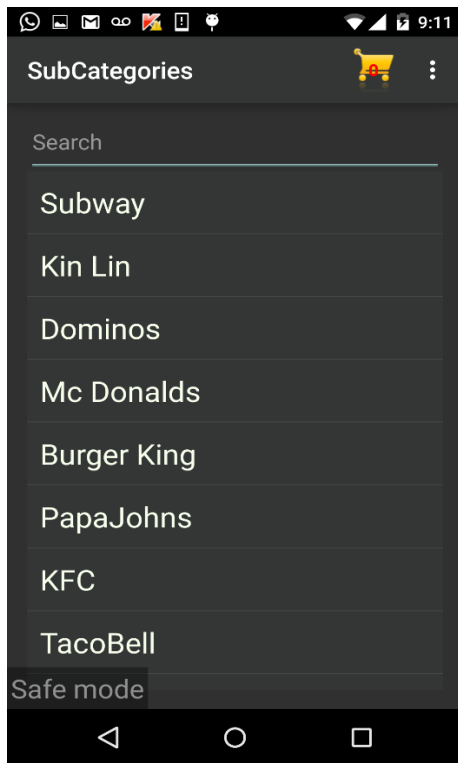 9:11
SubCategories
0
Search
Subway
Kin Lin
Dominos
Mc Donalds
Burger King
PapaJohns
KFC
TacoBell
Safe mode